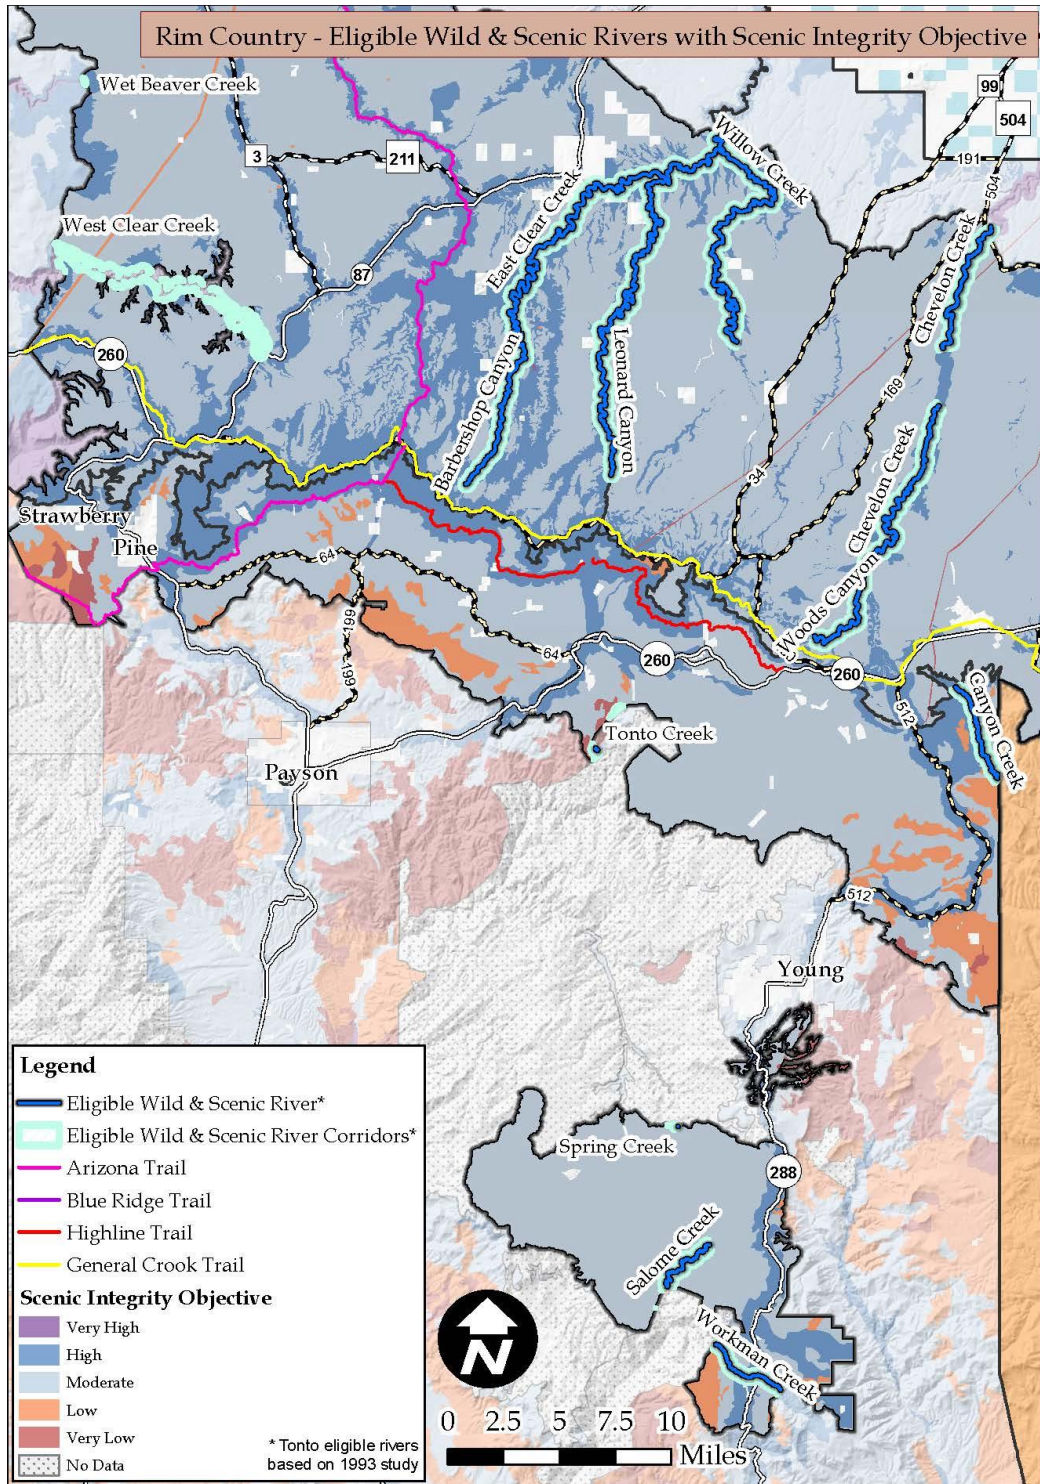 Rim Country - Eligible Wild & Scenic Rivers with Scenic Integrity Objective
Wet Beaver Creek
99
504
3
211
191
504
Willow Creek
West Clear Creek
87
East Clear Creek
Chevelon Creek
260
Barbershop Canyon
Leonard Canyon
169
34
Chevelon Creek
Strawberry
Pine
64
Woods Canyon
199
199
64
260
260
Canyon Creek
512
Tonto Creek
Payson
512
Young
Spring Creek
288
Salome Creek
Workman Creek
Legend
Eligible Wild & Scenic River*
Eligible Wild & Scenic River Corridors*
Arizona Trail
Blue Ridge Trail
Highline Trail
General Crook Trail
Scenic Integrity Objective
Very High
High
Moderate
Low
Very Low
No Data
* Tonto eligible rivers
based on 1993 study
N
0 2.5 5 7.5 10
Miles